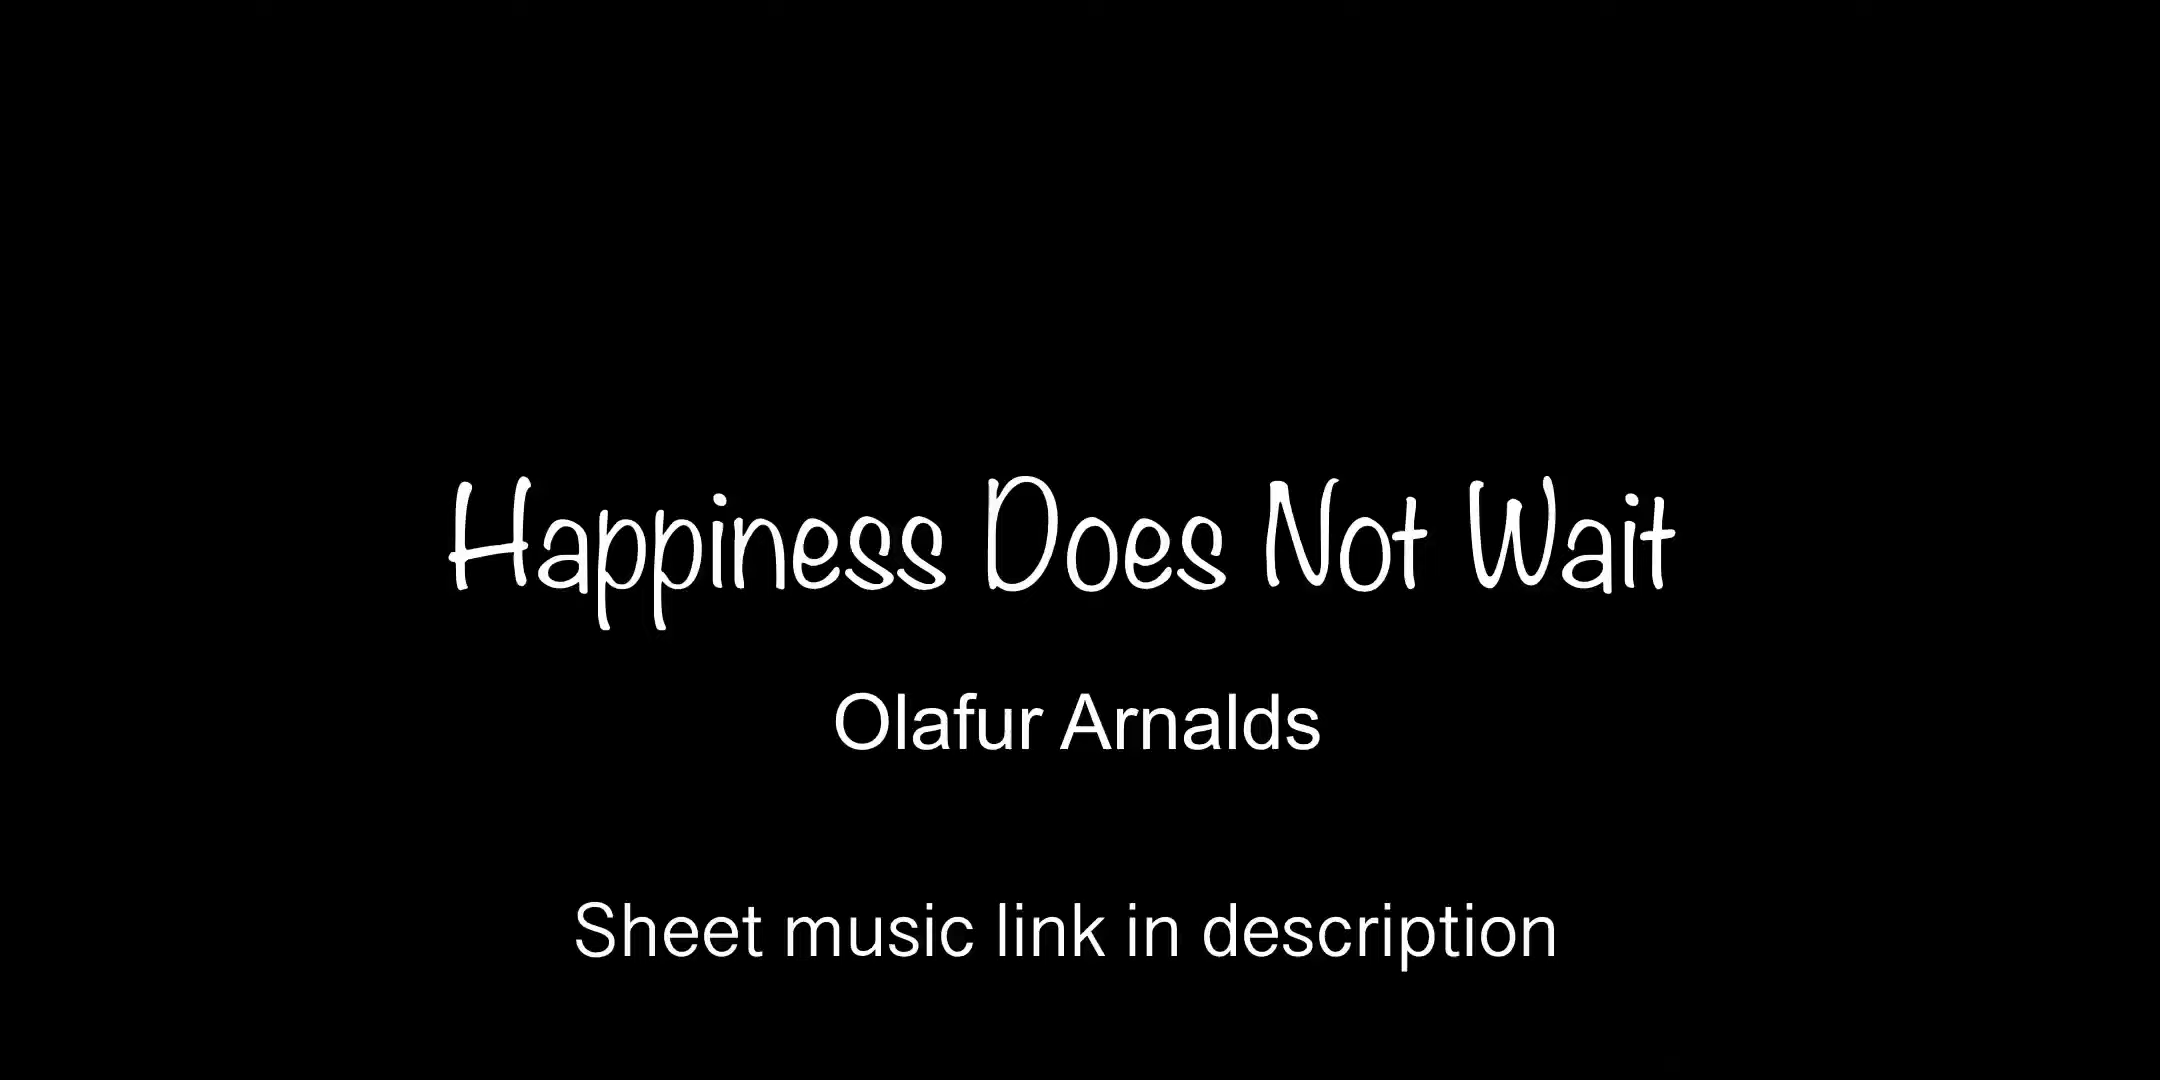 Happiness Does Not Wait
Olafur Arnalds
Sheet music link in description